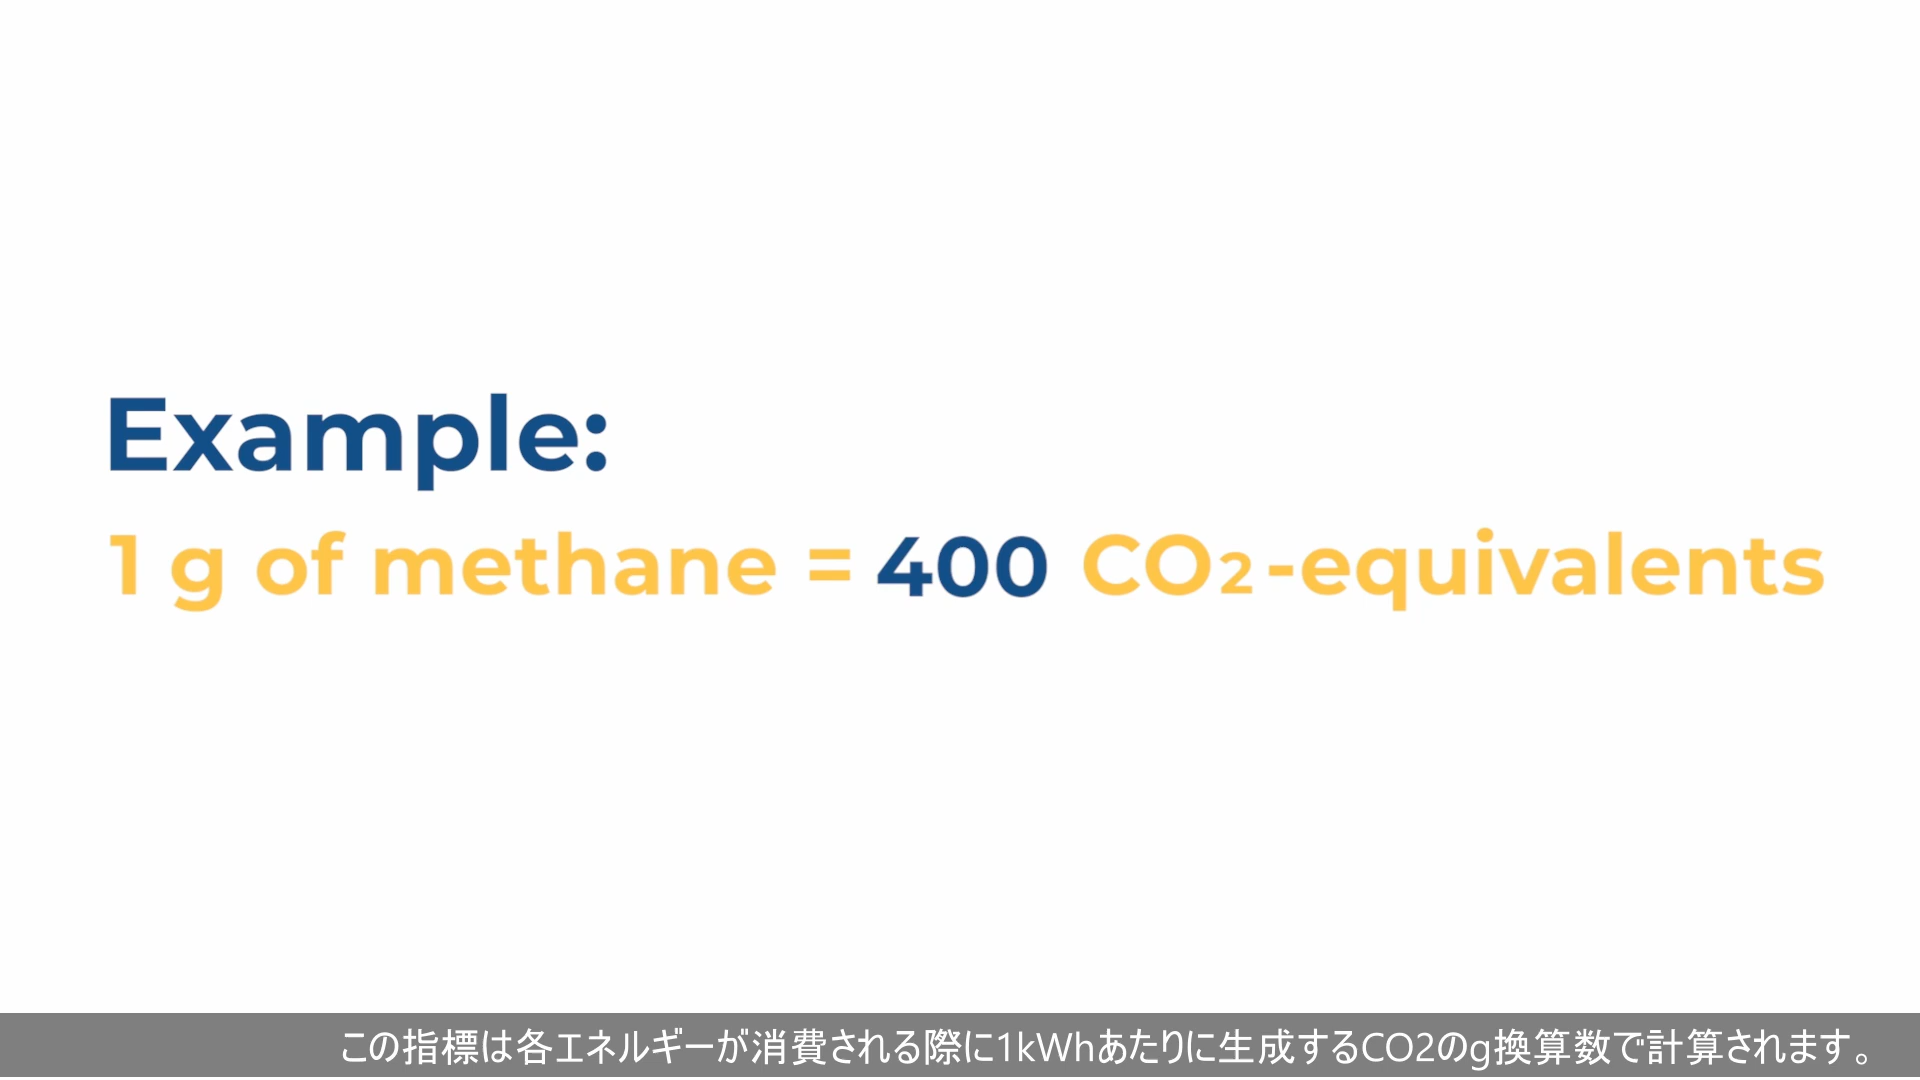 Example:
1 g of methane = 400 CO₂-equivalents
この指標は各エネルギーが消費される際に1kWhあたりに生成するCO2のg換算数で計算されます。